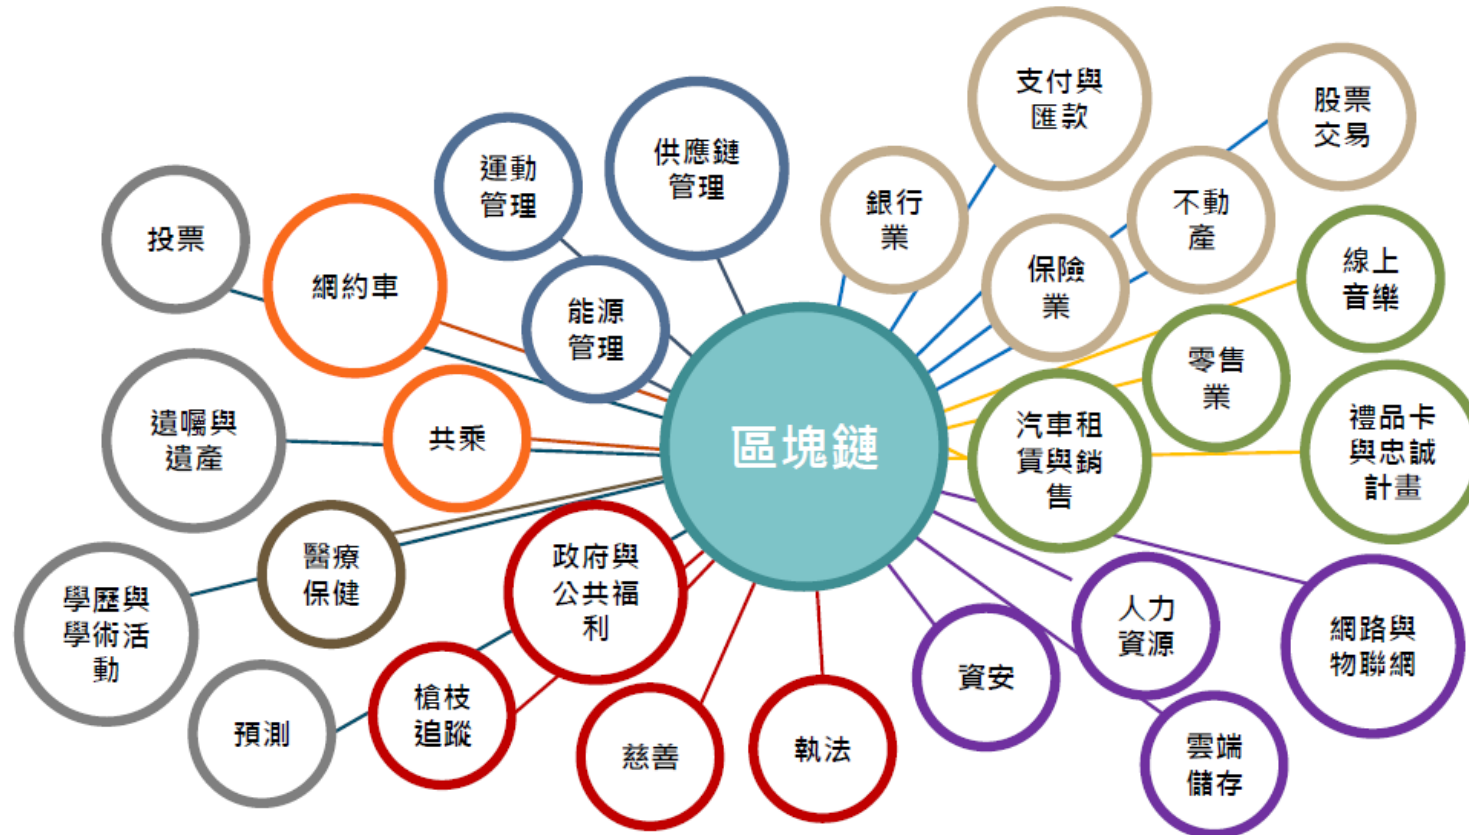 支付與
匯款
股票
交易
供應鏈
管理
運動
管理
銀行
業
不動
產
投票
網約車
保險
業
線上
音樂
能源
管理
零售
業
遺囑與
遺產
共乘
區塊鏈
汽車租
賃與銷
售
禮品卡
與忠誠
計畫
醫療
保健
政府與
公共福
利
學歷與
學術活
動
人力
資源
網路與
物聯網
資安
預測
槍枝
追蹤
慈善
執法
雲端
儲存